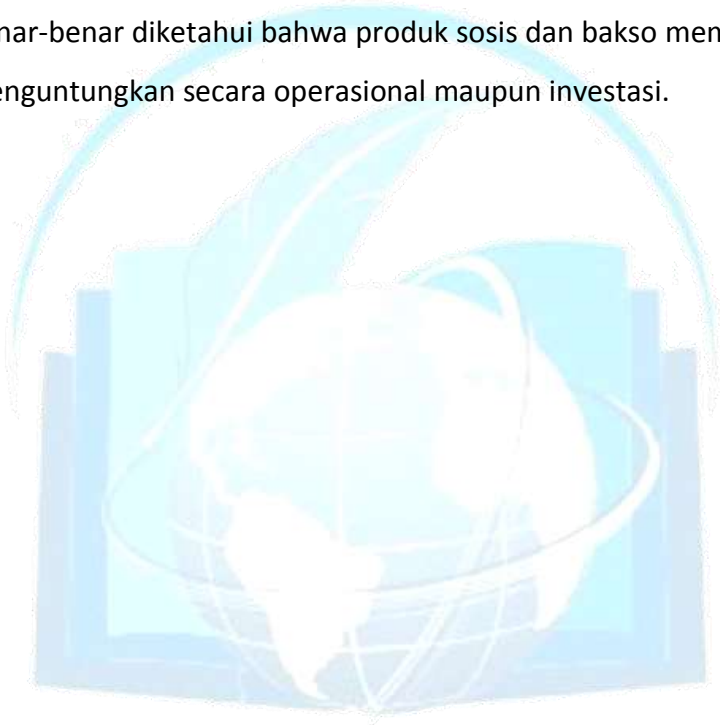 nar-benar diketahui bahwa produk sosis dan bakso men
enguntungkan secara operasional maupun investasi.